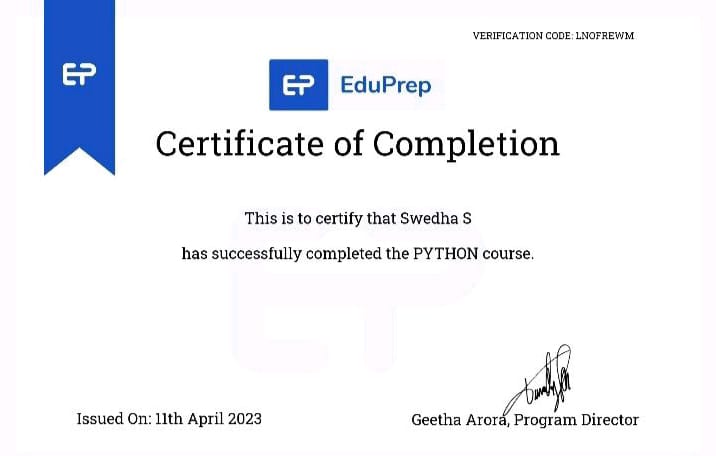 VERIFICATION CODE: LNOFREWM
EP
EP EduPrep
Certificate of Completion
This is to certify that Swedha S
has successfully completed the PYTHON course.
EP
Issued On: 11th April 2023
Geetha Arora, Program Director